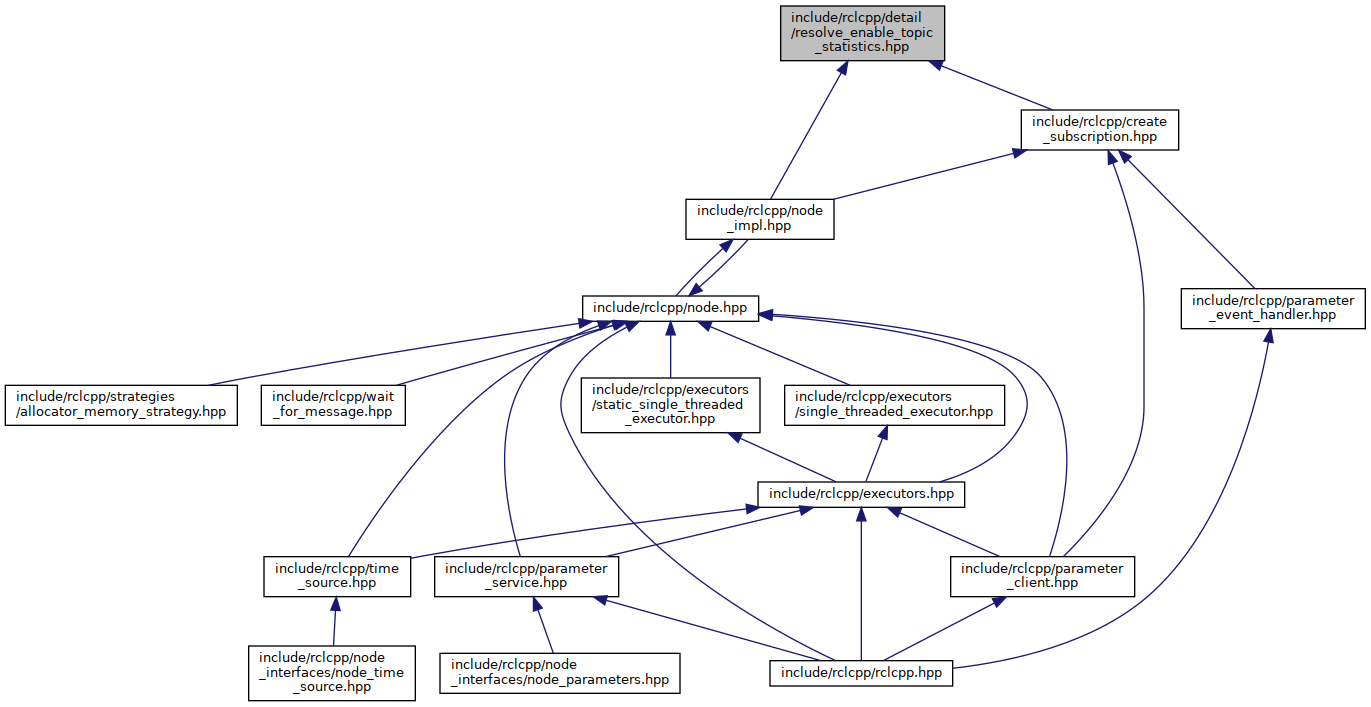 include/rclcpp/detail
/resolve_enable_topic
_statistics.hpp
include/rclcpp/create
_subscription.hpp
include/rclcpp/node
_impl.hpp
include/rclcpp/parameter
_event_handler.hpp
include/rclcpp/node.hpp
include/rclcpp/strategies
/allocator_memory_strategy.hpp
include/rclcpp/wait
_for_message.hpp
include/rclcpp/executors
/static_single_threaded
_executor.hpp
include/rclcpp/executors
/single_threaded_executor.hpp
include/rclcpp/executors.hpp
include/rclcpp/time
_source.hpp
include/rclcpp/parameter
_service.hpp
include/rclcpp/parameter
_client.hpp
include/rclcpp/node
_interfaces/node_time
_source.hpp
include/rclcpp/node
_interfaces/node_parameters.hpp
include/rclcpp/rclcpp.hpp